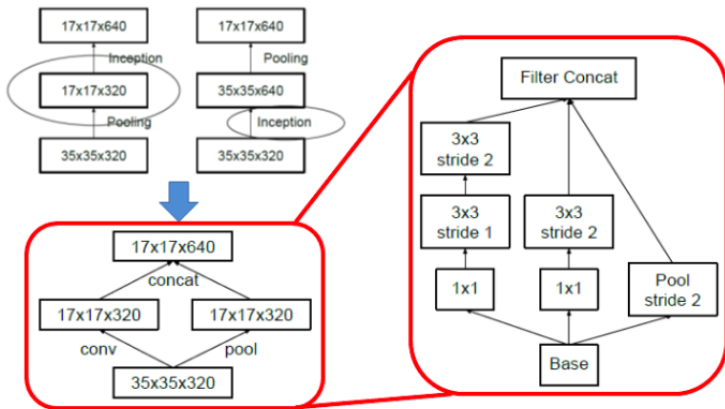 17x17x640
Inception
17x17x320
Pooling
35x35x320
17x17x640
Pooling
35x35x640
Inception
35x35x320
17x17x640
concat
17x17x320
17x17x320
conv
pool
35x35x320
Filter Concat
3x3
stride 2
3x3
stride 1
3x3
stride 2
1x1
1x1
Pool
stride 2
Base